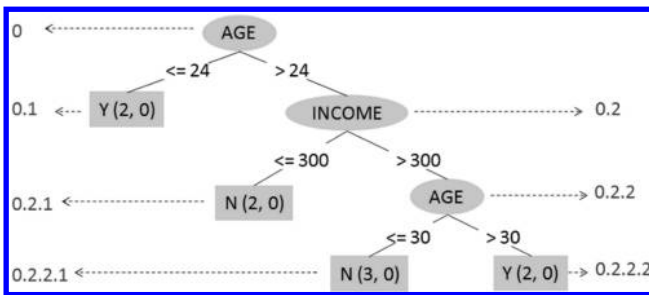 0 AGE
<= 24 > 24
0.1 Y (2, 0) INCOME 0.2
<= 300 > 300
0.2.1 N (2, 0) AGE 0.2.2
<= 30 > 30
0.2.2.1 N (3, 0) Y (2, 0) 0.2.2.2